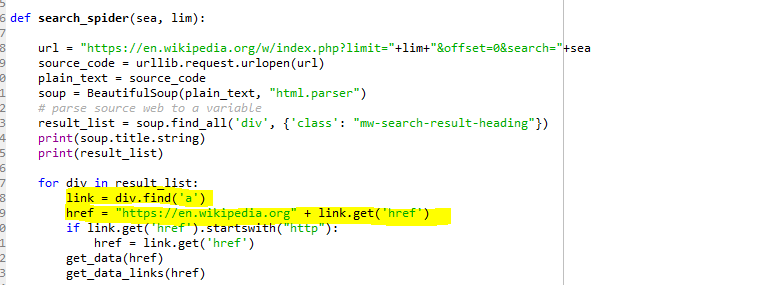 5
6 def search_spider(sea, lim):
7
8 url = "https://en.wikipedia.org/w/index.php?limit="+lim+"&offset=0&search="+sea
9 source_code = urllib.request.urlopen(url)
0 plain_text = source_code
1 soup = BeautifulSoup(plain_text, "html.parser")
2 # parse source web to a variable
3 result_list = soup.find_all('div', {'class': "mw-search-result-heading"})
4 print(soup.title.string)
5 print(result_list)
6
7 for div in result_list:
8 link = div.find('a')
9 href = "https://en.wikipedia.org" + link.get('href')
0 if link.get('href').startswith("http"):
1 href = link.get('href')
2 get_data(href)
3 get_data_links(href)